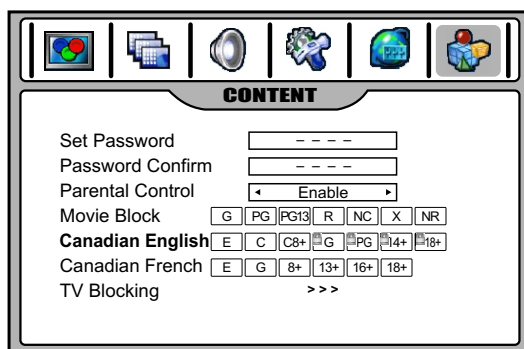 CONTENT
Set Password – – – –
Password Confirm – – – –
Parental Control Enable
Movie Block G PG PG13 R NC X NR
Canadian English E C C8+ G PG 14+ 18+
Canadian French E G 8+ 13+ 16+ 18+
TV Blocking >>>